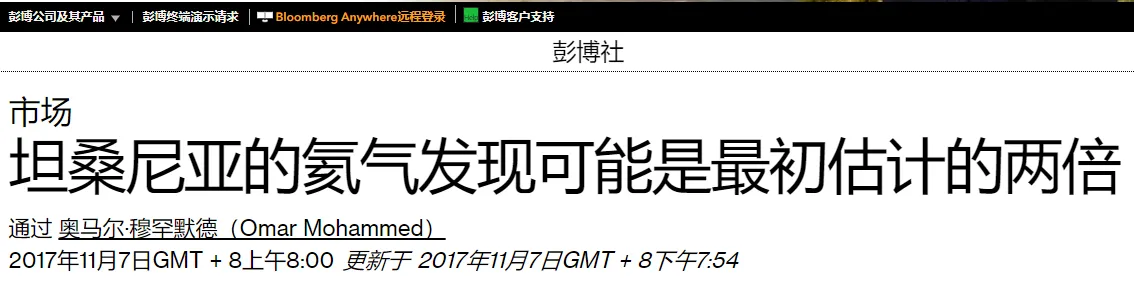 彭博公司及其产品 彭博终端演示请求 Bloomberg Anywhere远程登录 彭博客户支持
彭博社
市场
坦桑尼亚的氦气发现可能是最初估计的两倍
通过 奥马尔·穆罕默德（Omar Mohammed）
2017年11月7日GMT + 8上午8:00 更新于 2017年11月7日GMT + 8下午7:54